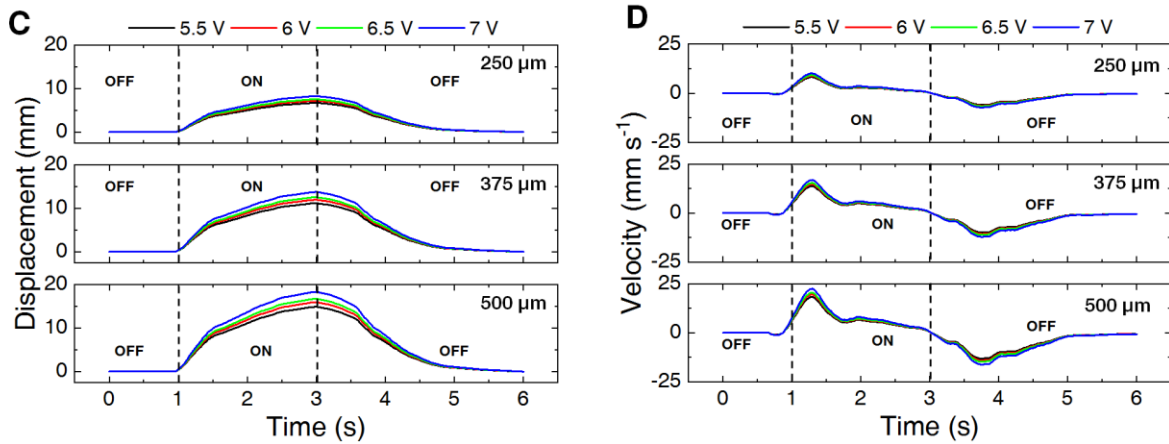 C
5.5 V 6 V 6.5 V 7 V
Displacement (mm)
20
10
0
250 µm
OFF ON OFF
20
10
0
375 µm
OFF ON OFF
20
10
0
500 µm
OFF ON OFF
0 1 2 3 4 5 6
Time (s)
D
5.5 V 6 V 6.5 V 7 V
Velocity (mm s⁻¹)
25
0
-25
250 µm
OFF ON OFF
25
0
-25
375 µm
OFF ON OFF
25
0
-25
500 µm
OFF ON OFF
0 1 2 3 4 5 6
Time (s)